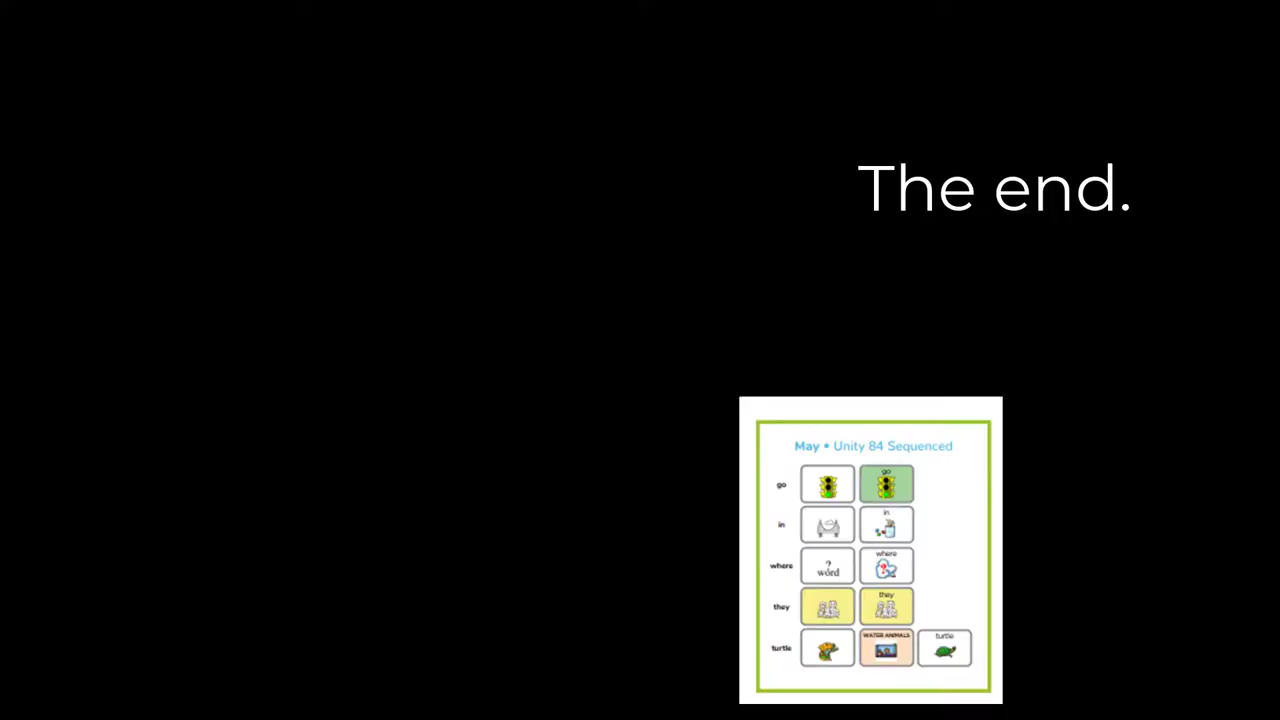 The end.
May • Unity 84 Sequenced
go go
in in
where ? word where
they they
turtle WATER ANIMALS turtle